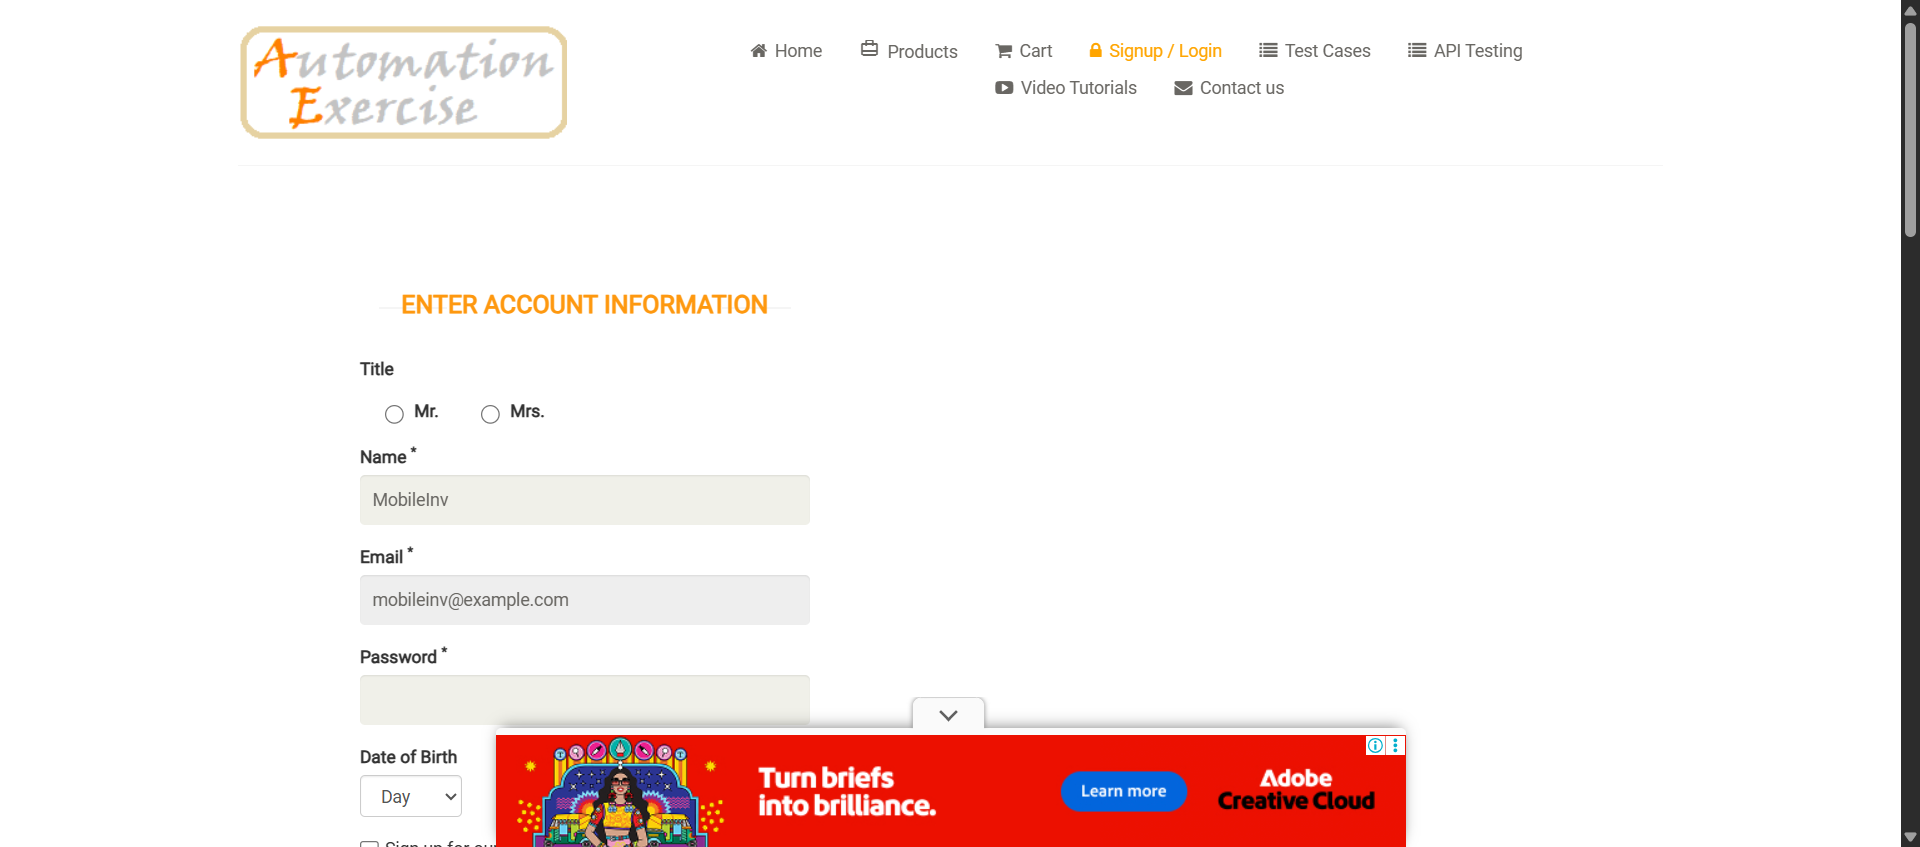 Automation
Exercise
Home
Products
Cart
Signup / Login
Test Cases
API Testing
Video Tutorials
Contact us
ENTER ACCOUNT INFORMATION
Title
Mr.
Mrs.
Name *
MobileInv
Email *
mobileinv@example.com
Password *
Date of Birth
Day
Sign up for our
Turn briefs
into brilliance.
Learn more
Adobe
Creative Cloud